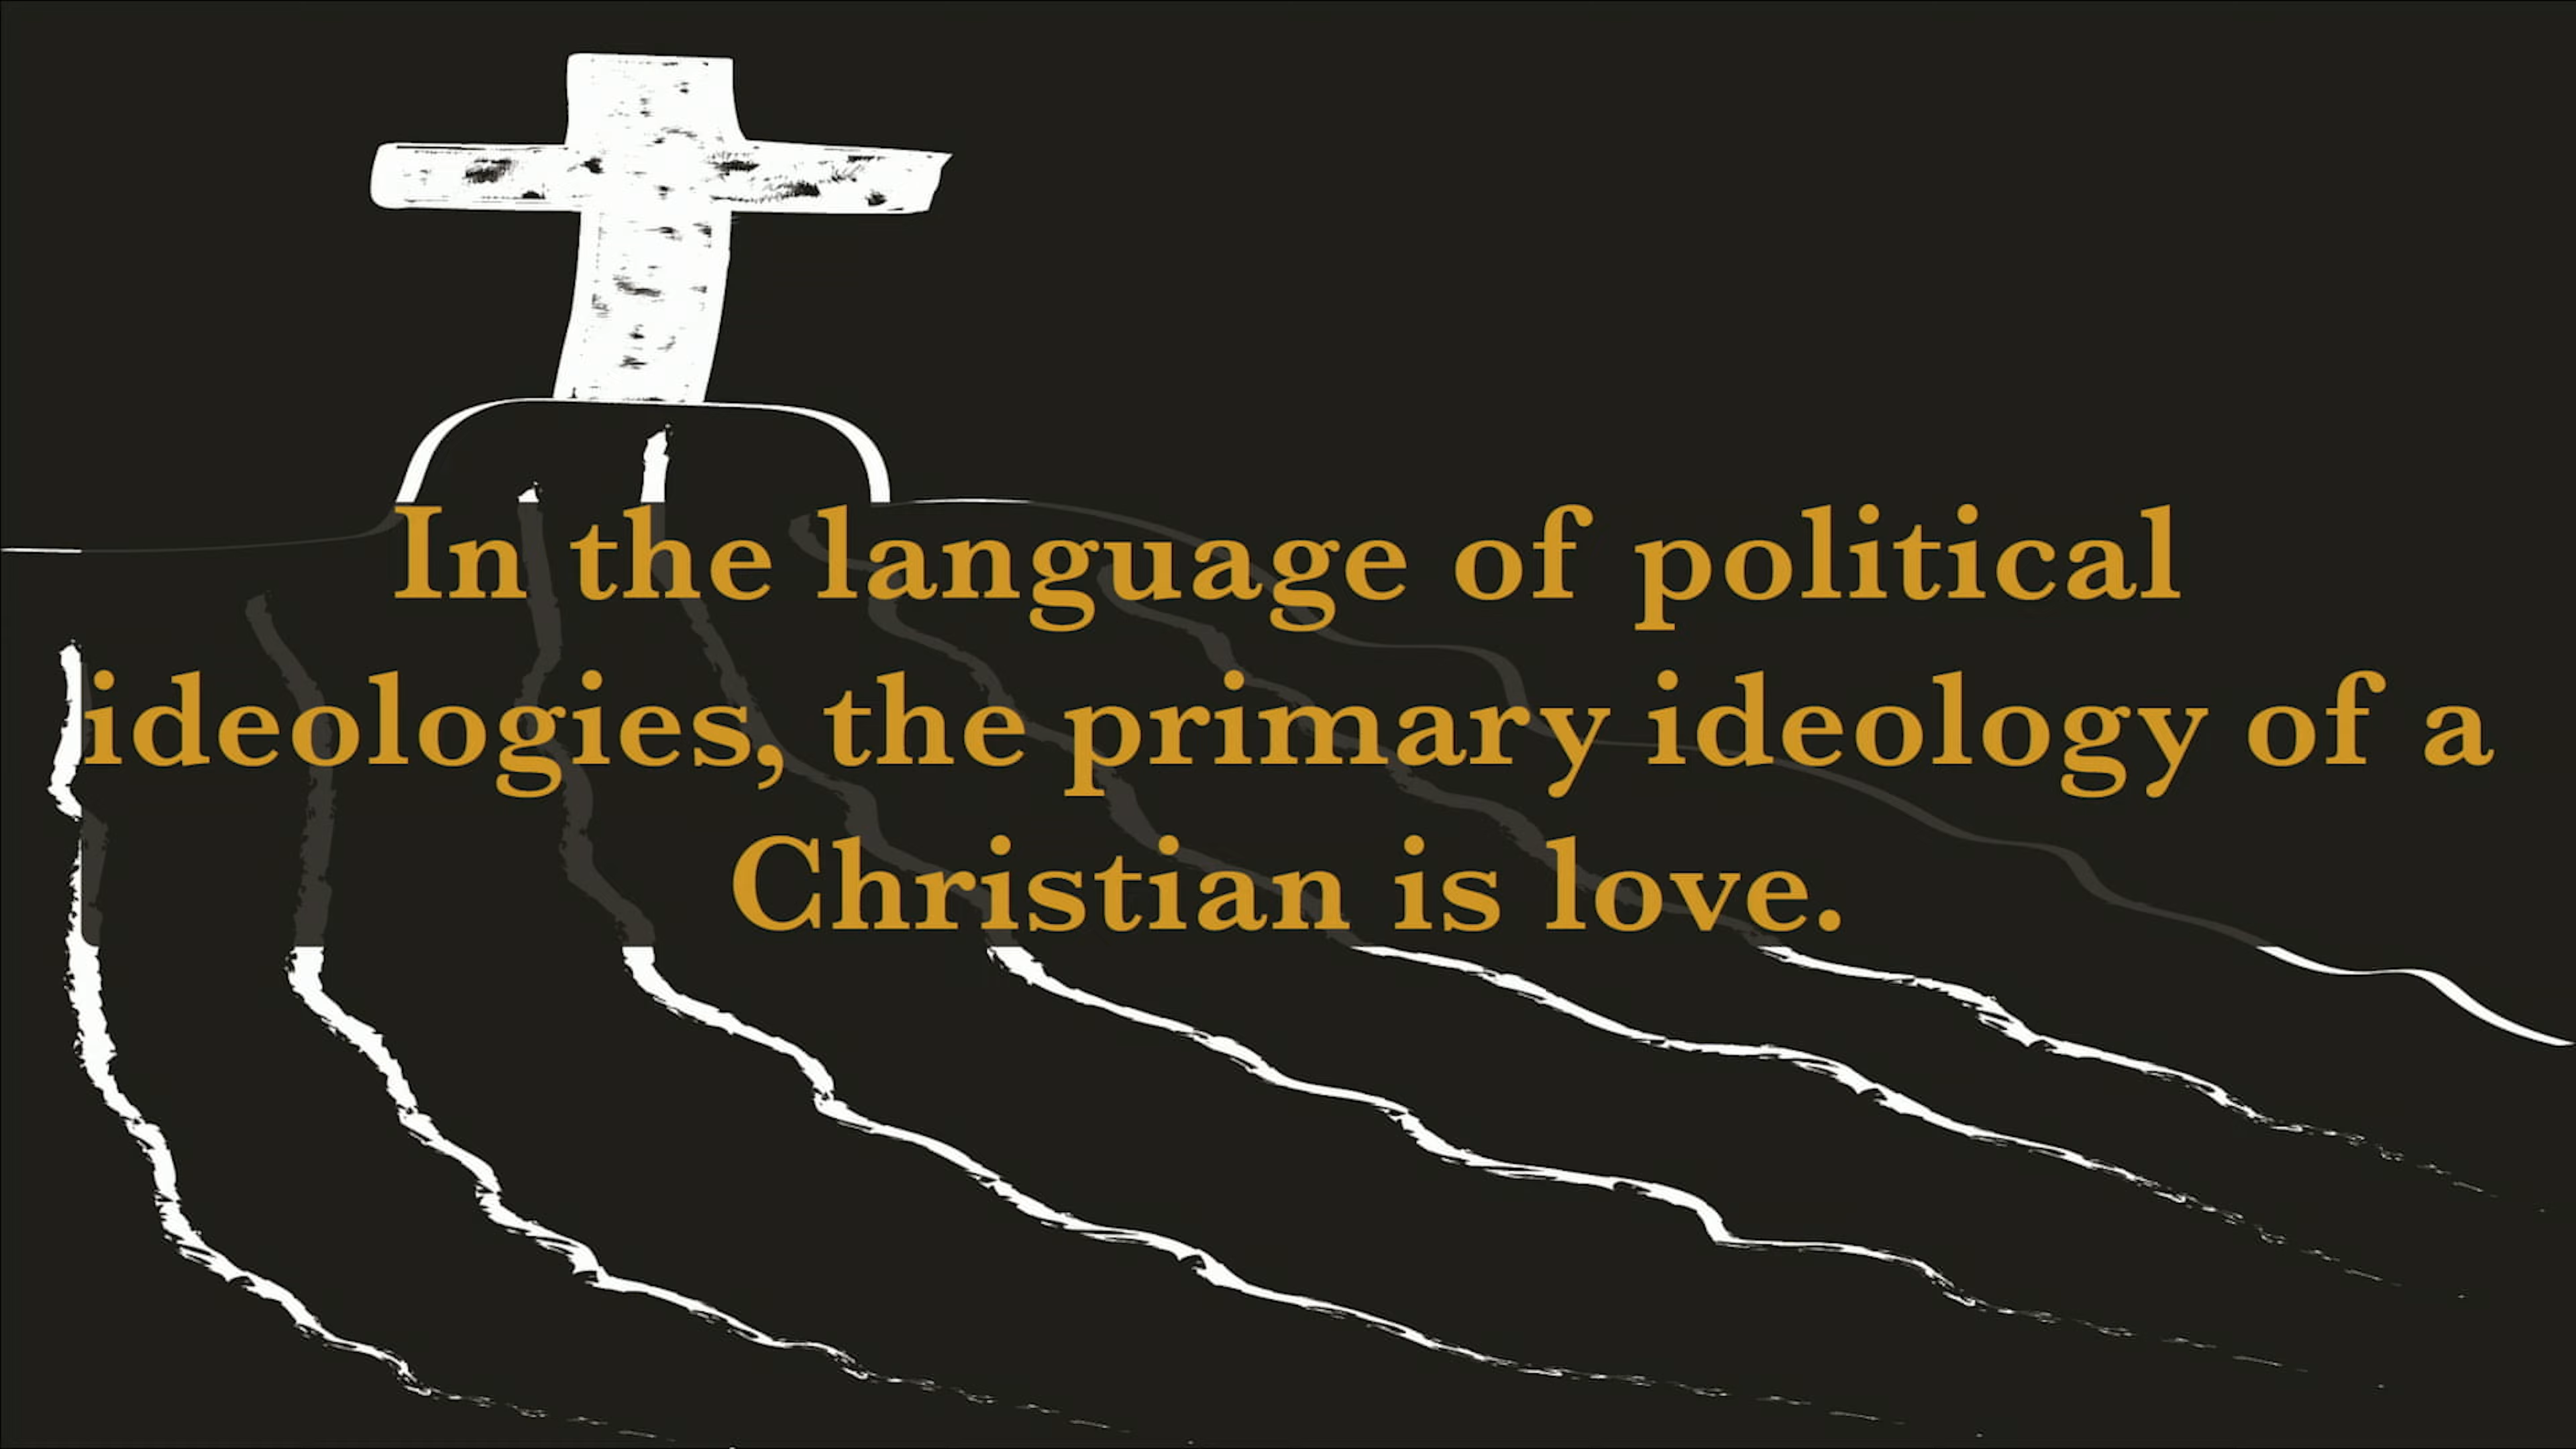 In the language of political
ideologies, the primary ideology of a
Christian is love.